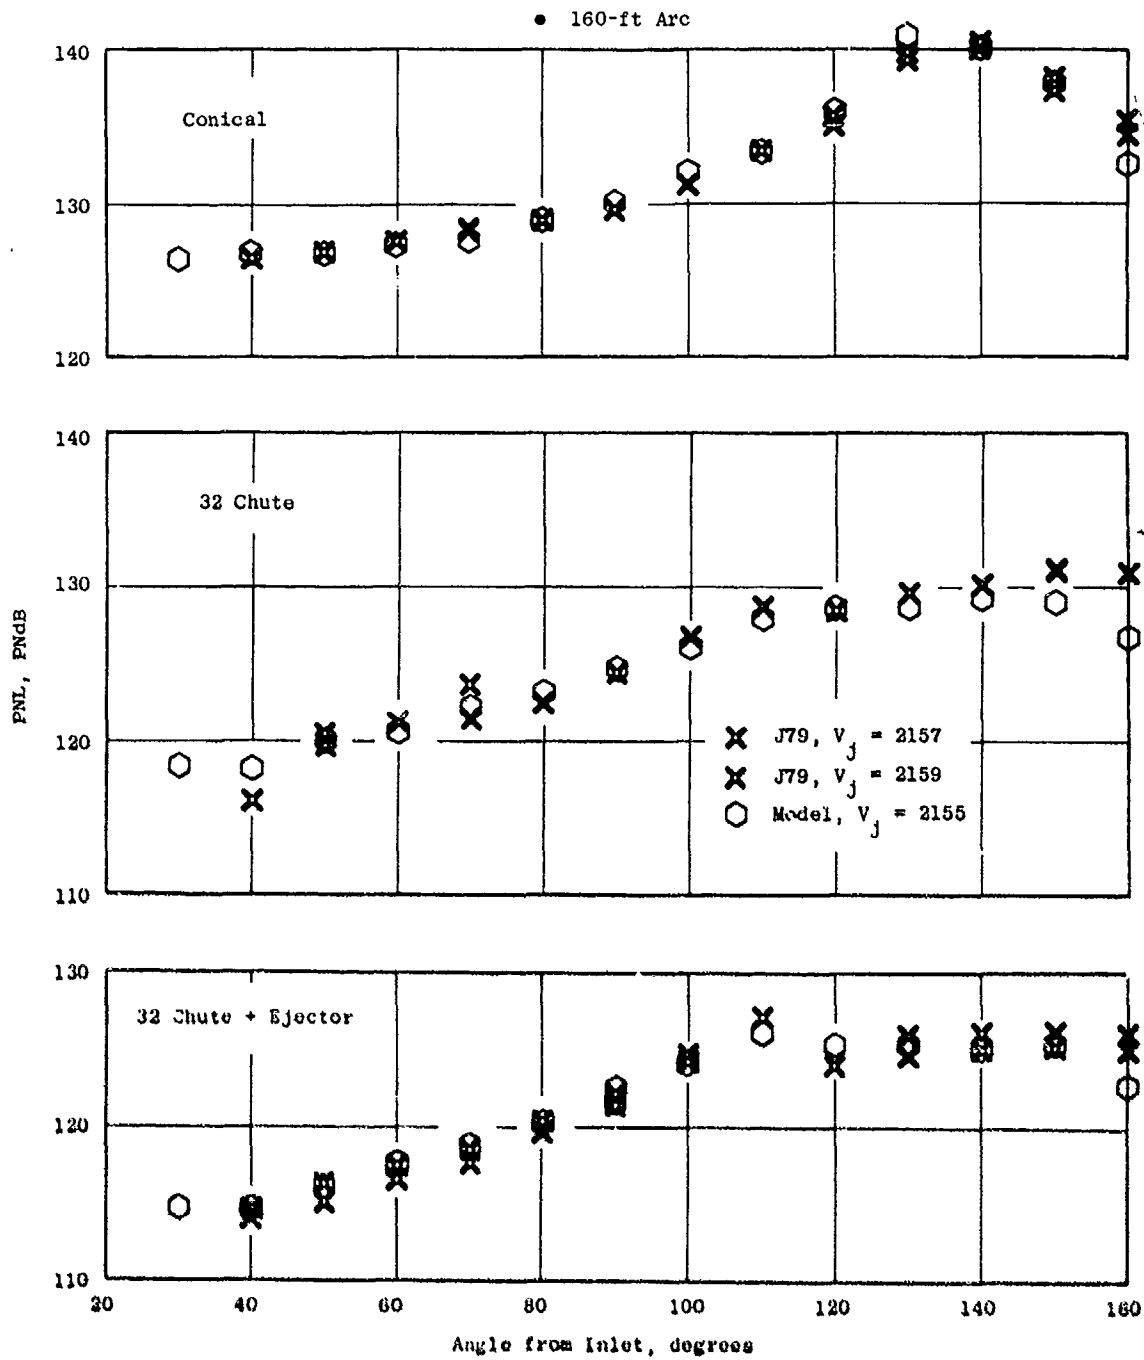 • 160-ft Arc
140
Conical
130
120
140
32 Chute
130
PNL, PNdB
120
J79, Vj = 2157
J79, Vj = 2159
Model, Vj = 2155
110
130
32 Chute + Ejector
120
110
20 40 60 80 100 120 140 160
Angle from Inlet, degrees